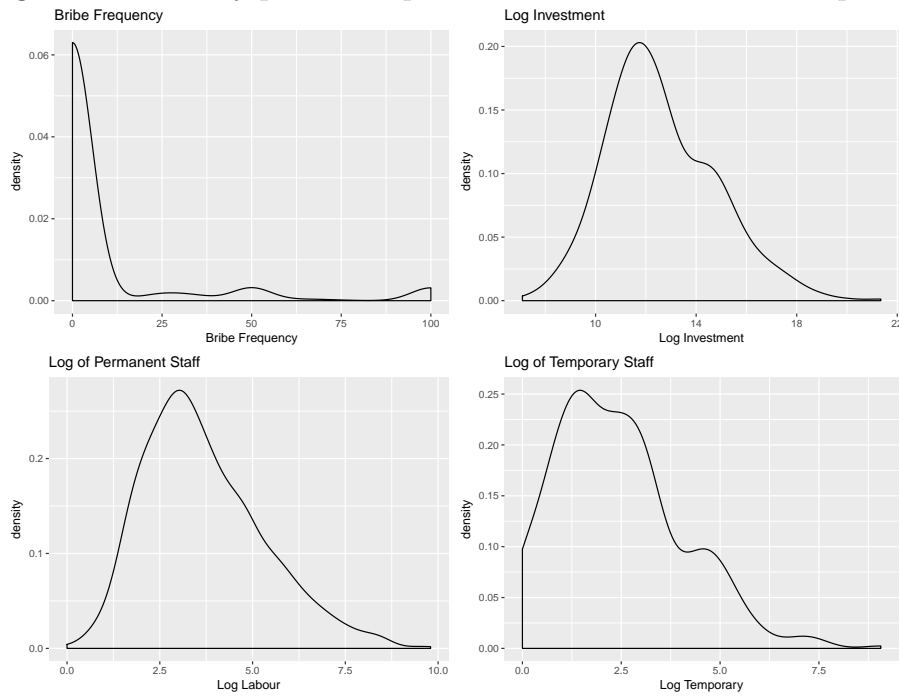 Bribe Frequency
0.06
0.04
0.02
0.00
density
0 25 50 75 100
Bribe Frequency
Log Investment
0.20
0.15
0.10
0.05
0.00
density
10 14 18 22
Log Investment
Log of Permanent Staff
0.2
0.1
0.0
density
0.0 2.5 5.0 7.5 10.0
Log Labour
Log of Temporary Staff
0.25
0.20
0.15
0.10
0.05
0.00
density
0.0 2.5 5.0 7.5
Log Temporary